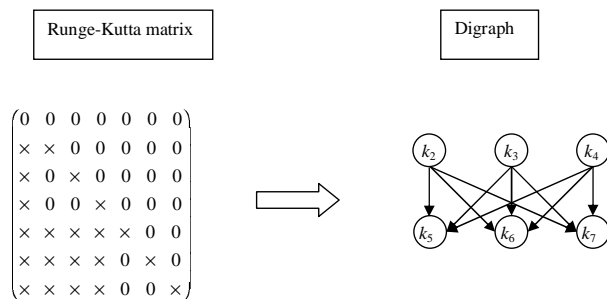 Runge-Kutta matrix
Digraph
0 0 0 0 0 0 0
× × 0 0 0 0 0
× 0 × 0 0 0 0
× 0 0 × 0 0 0
× × × × × 0 0
× × × × 0 × 0
× × × × 0 0 ×
k₂ k₃ k₄
k₅ k₆ k₇